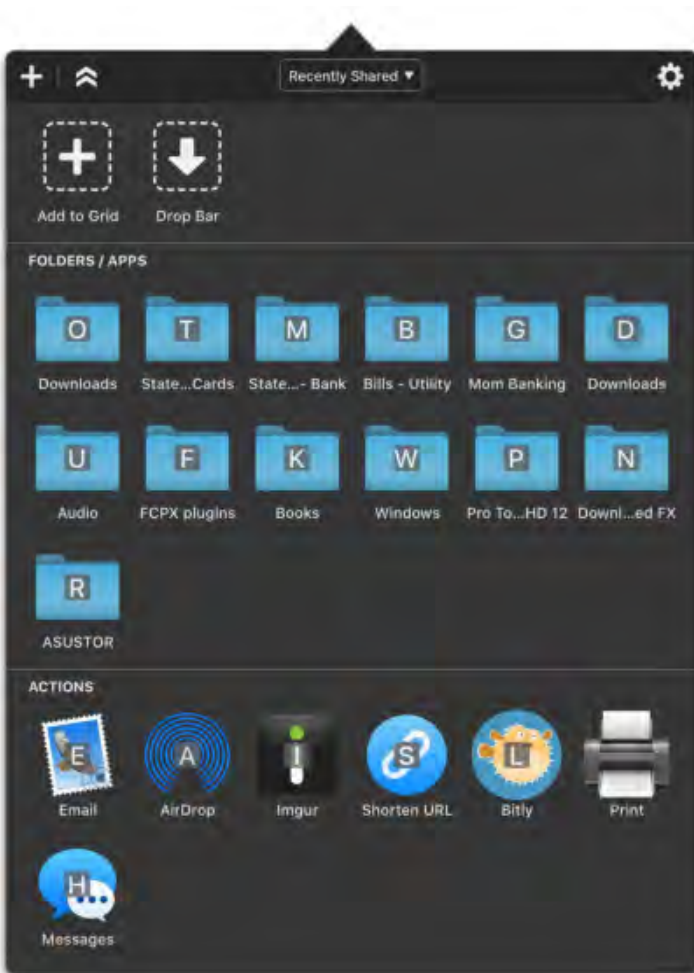 Recently Shared ▼
Add to Grid Drop Bar
FOLDERS / APPS
O T M B G D
Downloads State...Cards State...- Bank Bills - Utility Mom Banking Downloads
U F K W P N
Audio FCPX plugins Books Windows Pro To...HD 12 Downl...ed FX
R
ASUSTOR
ACTIONS
E A I S L
Email AirDrop Imgur Shorten URL Bitly Print
H
Messages